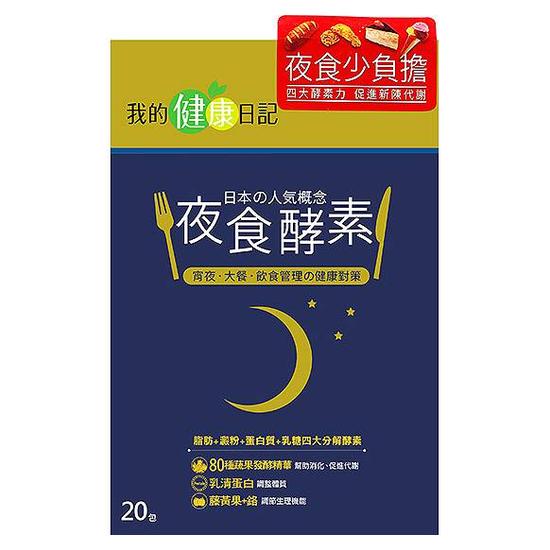 夜食少負擔
四大酵素力 促進新陳代謝
我的健康日記
日本の人気概念
夜食酵素
宵夜·大餐·飲食管理の健康對策
脂肪+澱粉+蛋白質+乳糖四大分解酵素
80種蔬果發酵精華 幫助消化、促進代謝
乳清蛋白 調整體質
藤黃果+鉻 調節生理機能
20包